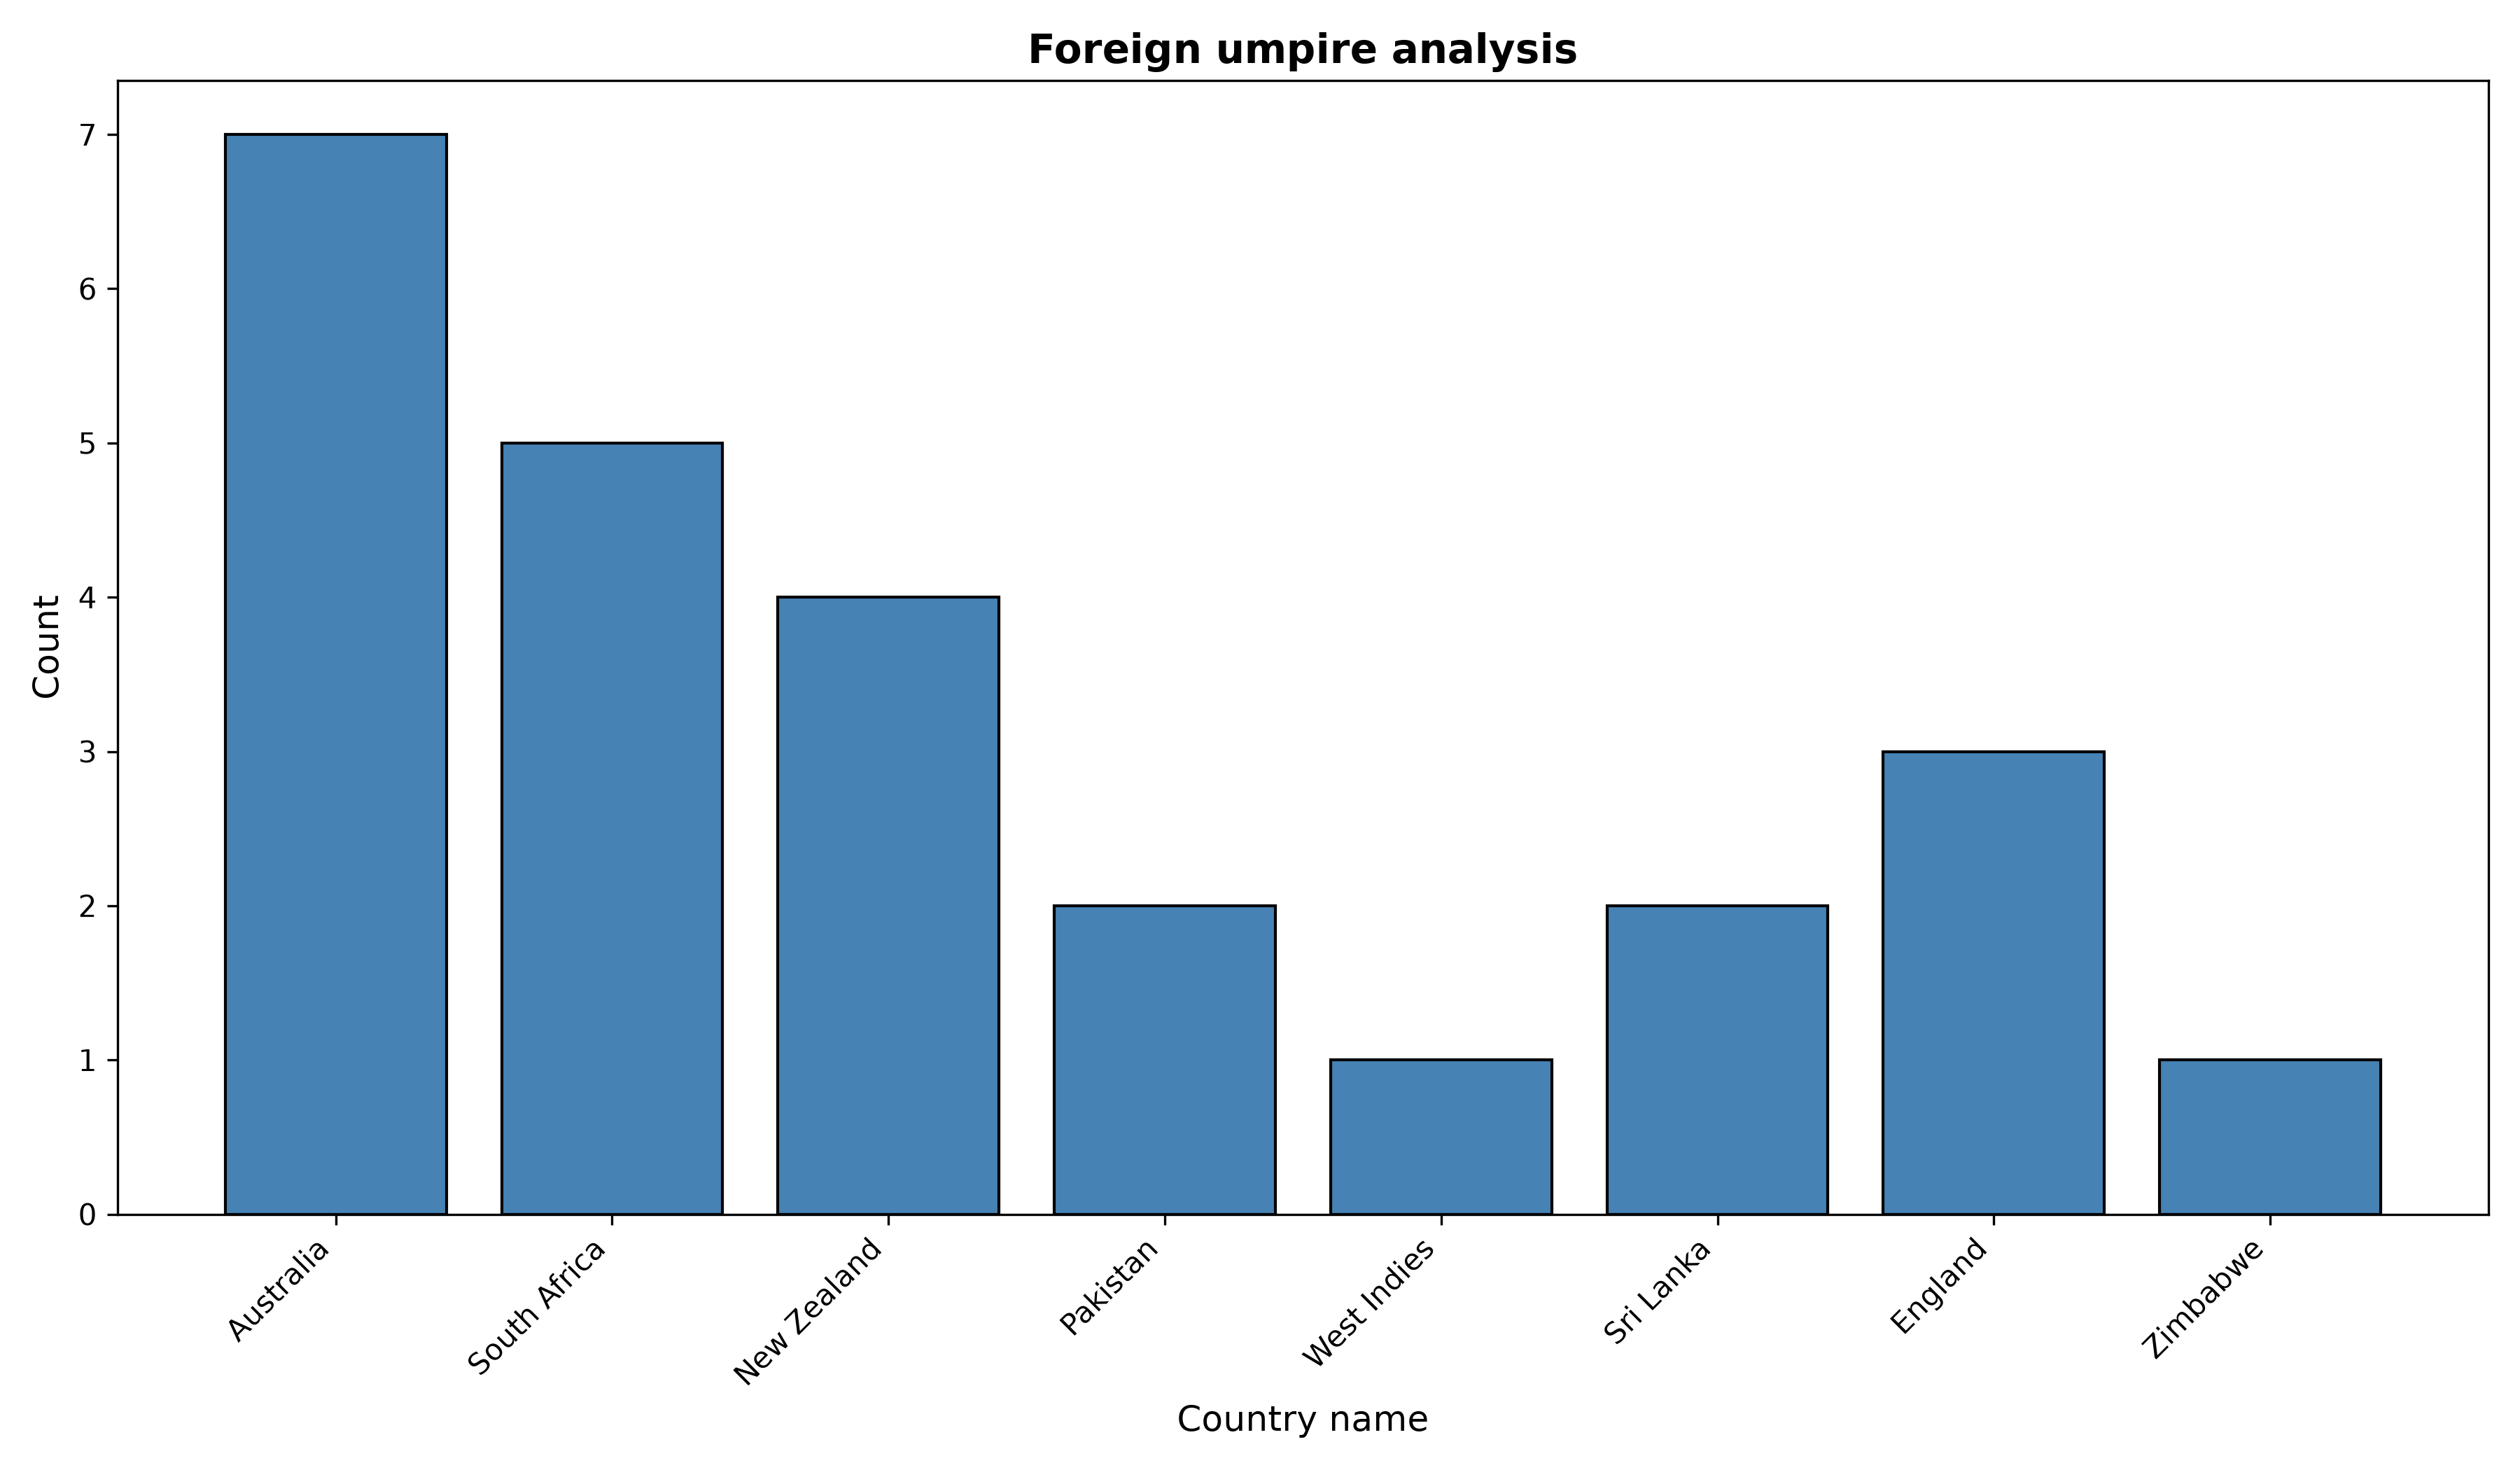 Foreign umpire analysis
7
6
5
4
3
2
1
0
Count
Australia
South Africa
New Zealand
Pakistan
West Indies
Sri Lanka
England
Zimbabwe
Country name